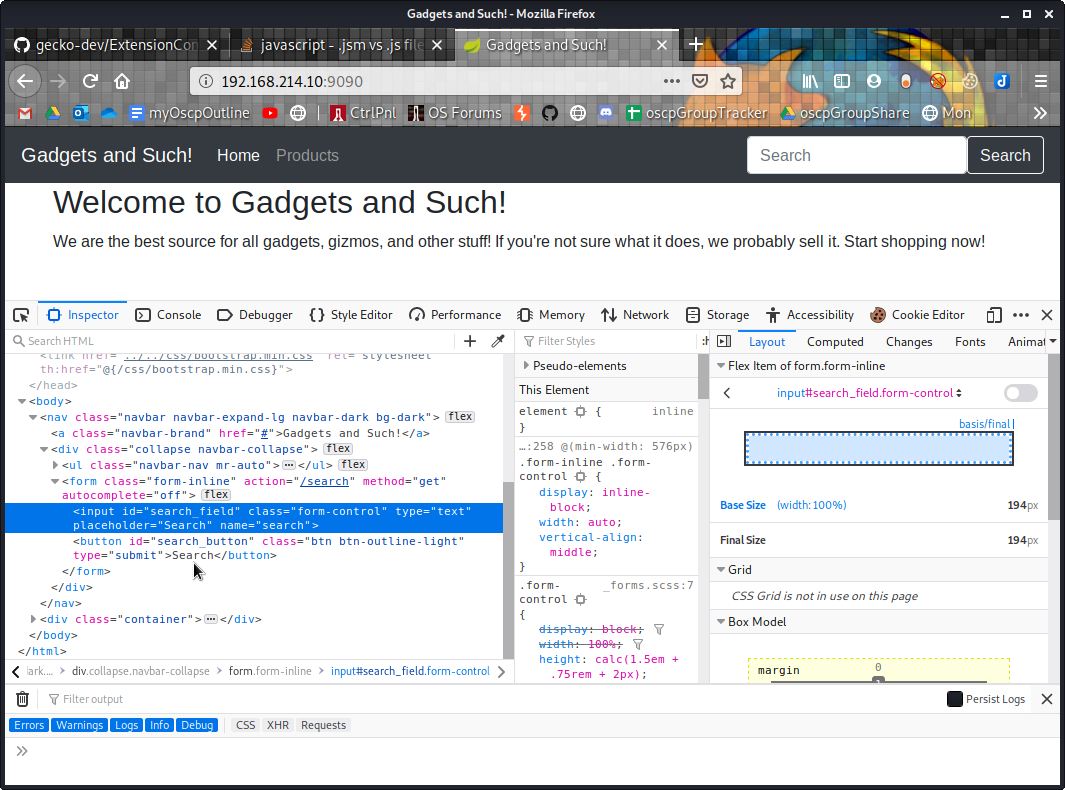 Gadgets and Such! - Mozilla Firefox
gecko-dev/ExtensionCon
javascript - .jsm vs .js file
Gadgets and Such!
192.168.214.10:9090
myOscpOutline
CtrlPnl
OS Forums
oscpGroupTracker
oscpGroupShare
Mon
Gadgets and Such!
Home
Products
Search
Search
Welcome to Gadgets and Such!
We are the best source for all gadgets, gizmos, and other stuff! If you're not sure what it does, we probably sell it. Start shopping now!
Inspector
Console
Debugger
Style Editor
Performance
Memory
Network
Storage
Accessibility
Cookie Editor
Search HTML
<link href="../../css/bootstrap.min.css" rel="stylesheet"
th:href="@{/css/bootstrap.min.css}">
</head>
<body>
<nav class="navbar navbar-expand-lg navbar-dark bg-dark"> flex
<a class="navbar-brand" href="#">Gadgets and Such!</a>
<div class="collapse navbar-collapse"> flex
<ul class="navbar-nav mr-auto">…</ul> flex
<form class="form-inline" action="/search" method="get"
autocomplete="off"> flex
<input id="search_field" class="form-control" type="text"
placeholder="Search" name="search">
<button id="search_button" class="btn btn-outline-light"
type="submit">Search</button>
</form>
</div>
</nav>
<div class="container">…</div>
</body>
</html>
ark…
div.collapse.navbar-collapse
form.form-inline
input#search_field.form-control
Filter Styles
:h
Pseudo-elements
This Element
element { inline
}
…:258 @(min-width: 576px)
.form-inline .form-
control {
display: inline-
block;
width: auto;
vertical-align:
middle;
}
.form- _forms.scss:7
control
{
display: block;
width: 100%;
height: calc(1.5em +
.75rem + 2px);
Layout
Computed
Changes
Fonts
Animat
Flex Item of form.form-inline
input#search_field.form-control
basis/final
Base Size (width:100%) 194px
Final Size 194px
Grid
CSS Grid is not in use on this page
Box Model
margin 0
1
Filter output
Persist Logs
Errors
Warnings
Logs
Info
Debug
CSS
XHR
Requests